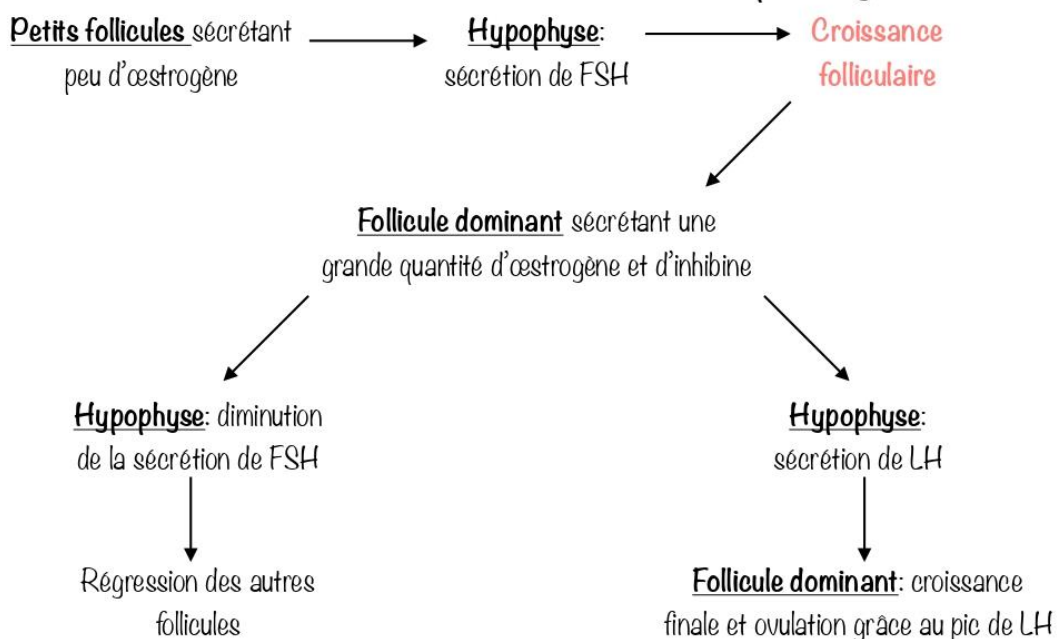 Petits follicules sécrétant
peu d'œstrogène
Hypophyse:
sécrétion de FSH
Croissance
folliculaire
Follicule dominant sécrétant une
grande quantité d'œstrogène et d'inhibine
Hypophyse: diminution
de la sécrétion de FSH
Hypophyse:
sécrétion de LH
Régression des autres
follicules
Follicule dominant: croissance
finale et ovulation grâce au pic de LH